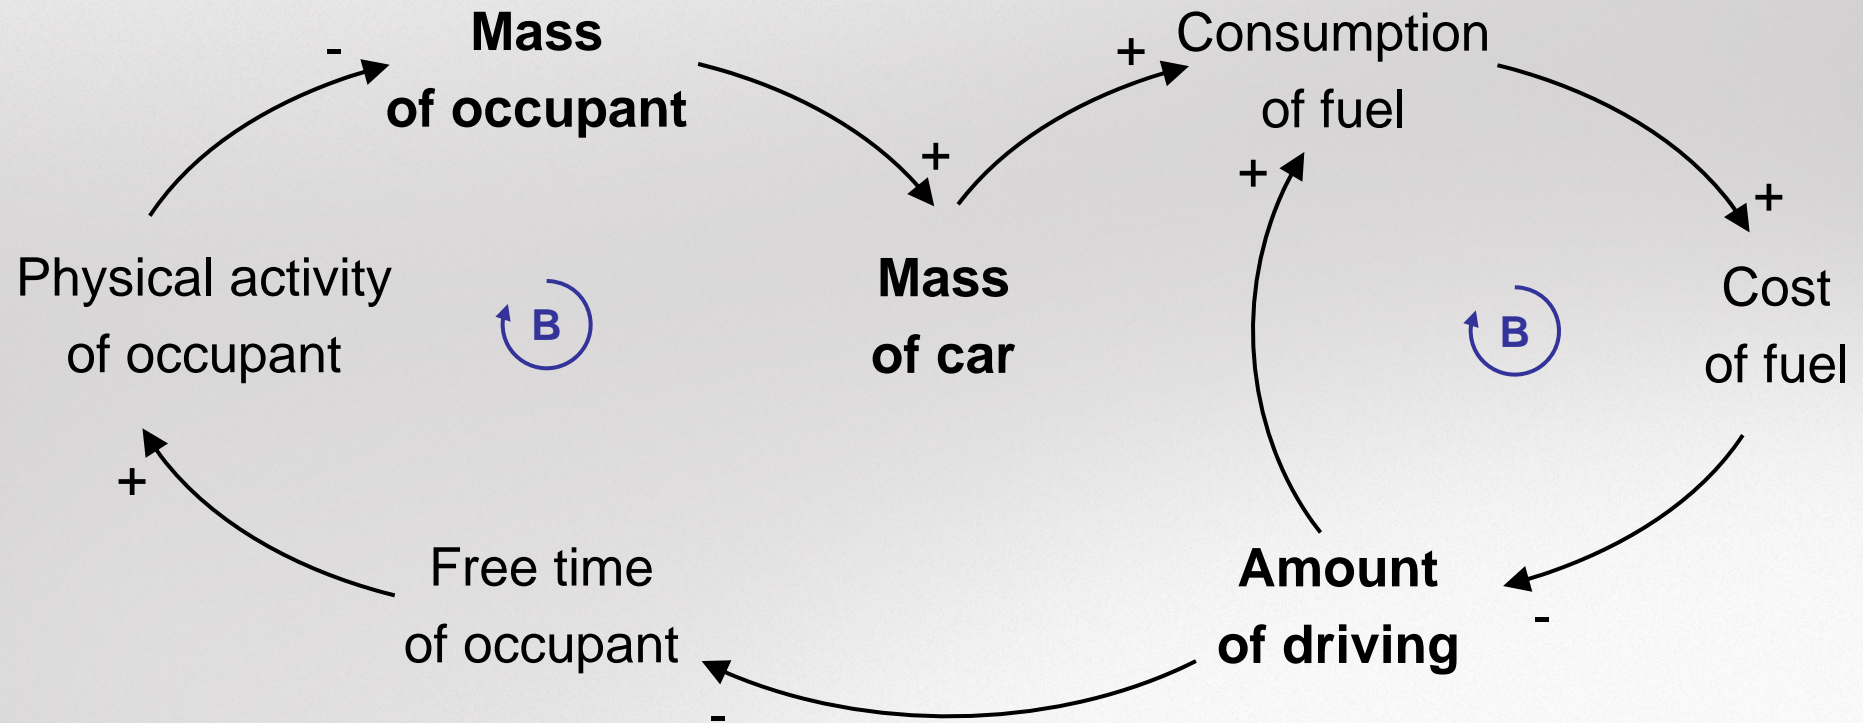 Mass
of occupant
-
+
Consumption
of fuel
+
+
+
Physical activity
of occupant
B
Mass
of car
B
Cost
of fuel
+
Free time
of occupant
Amount
of driving
-
-